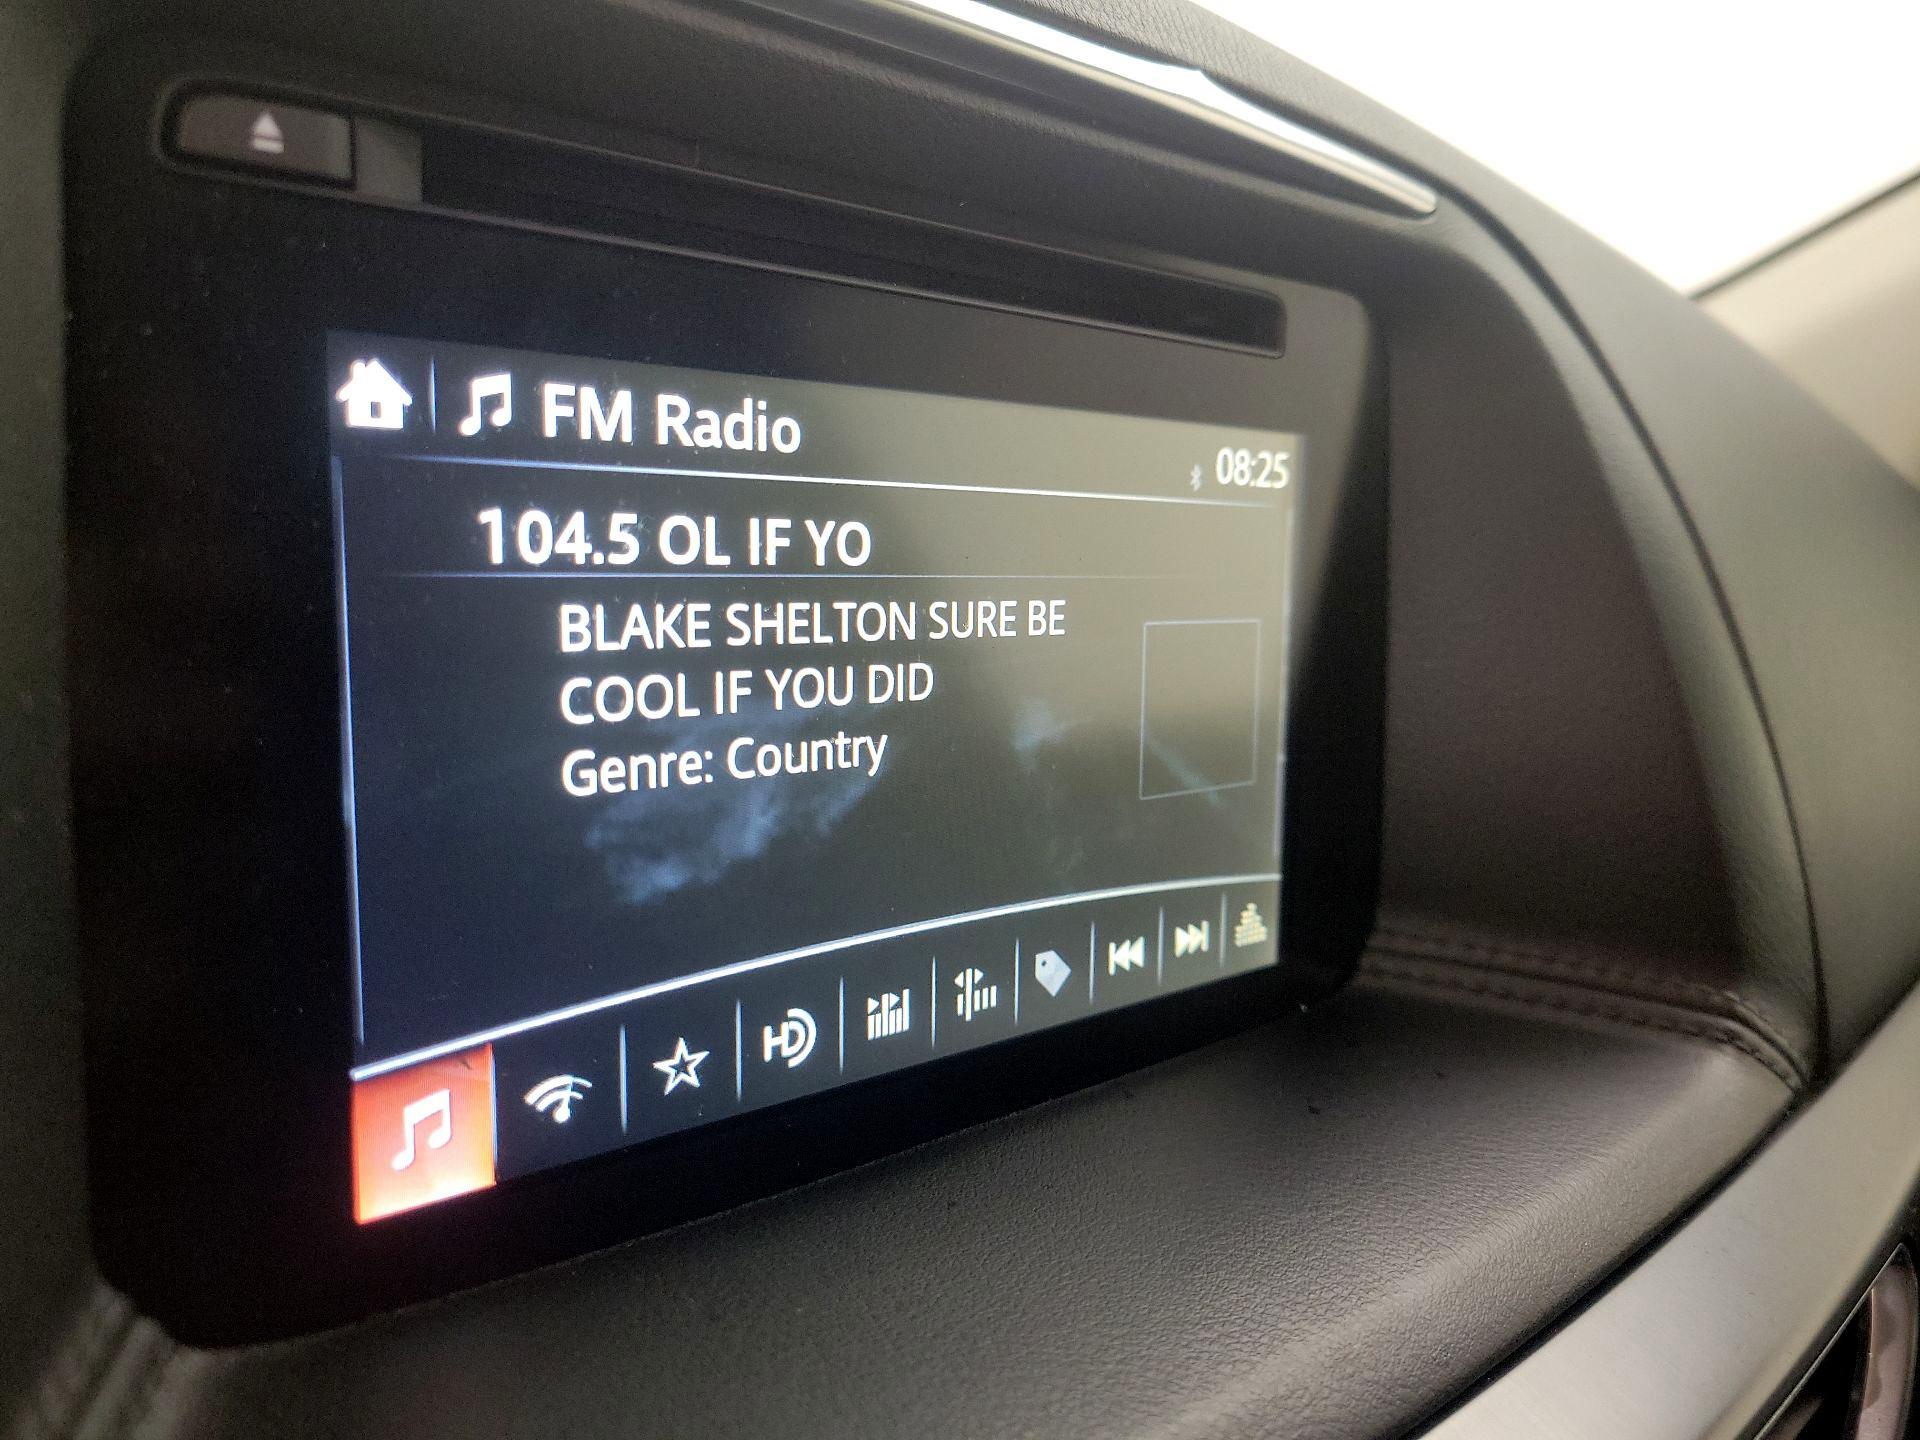 FM Radio
08:25
104.5 OL IF YO
BLAKE SHELTON SURE BE
COOL IF YOU DID
Genre: Country
HD